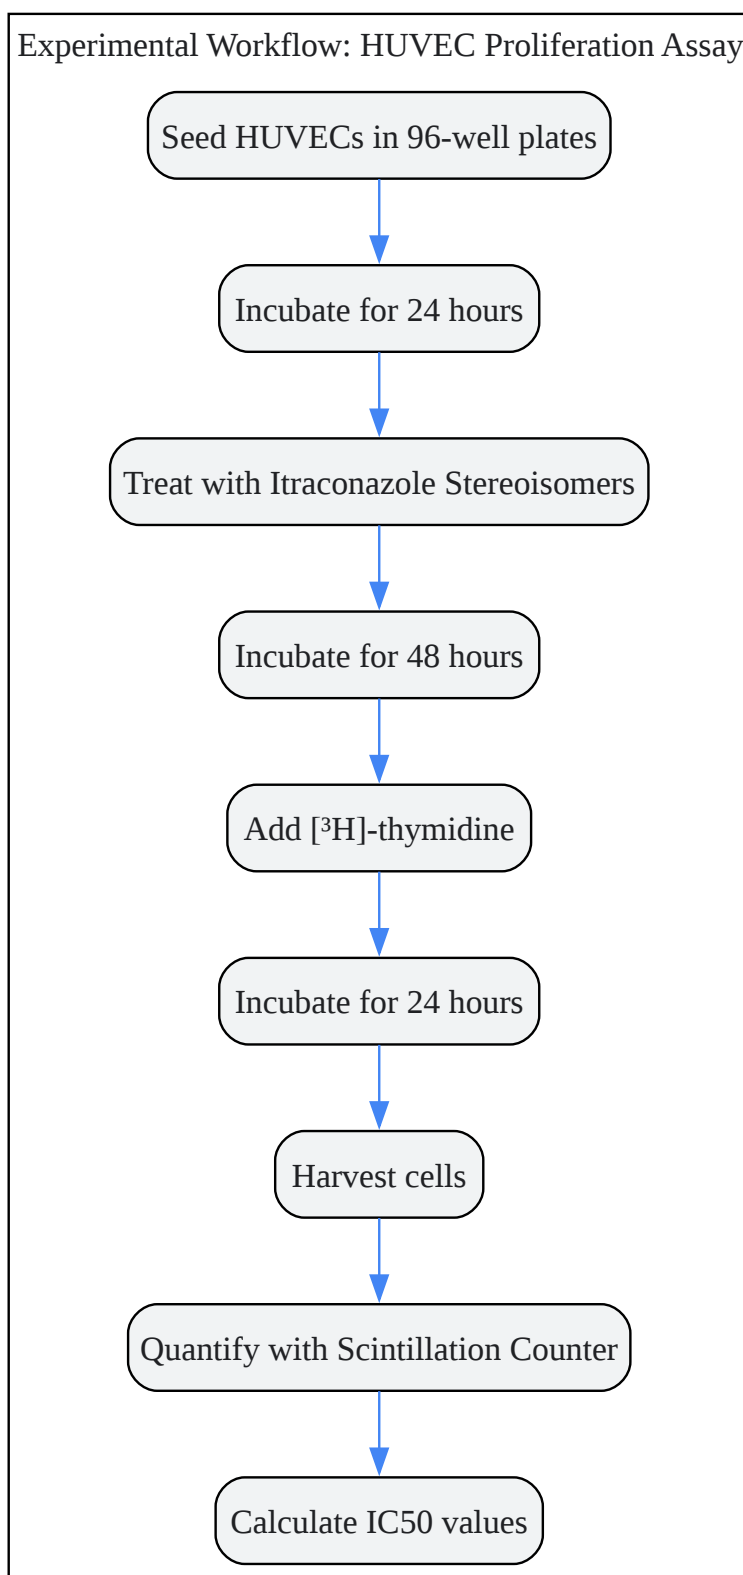 Experimental Workflow: HUVEC Proliferation Assay
Seed HUVECs in 96-well plates
Incubate for 24 hours
Treat with Itraconazole Stereoisomers
Incubate for 48 hours
Add [³H]-thymidine
Incubate for 24 hours
Harvest cells
Quantify with Scintillation Counter
Calculate IC50 values